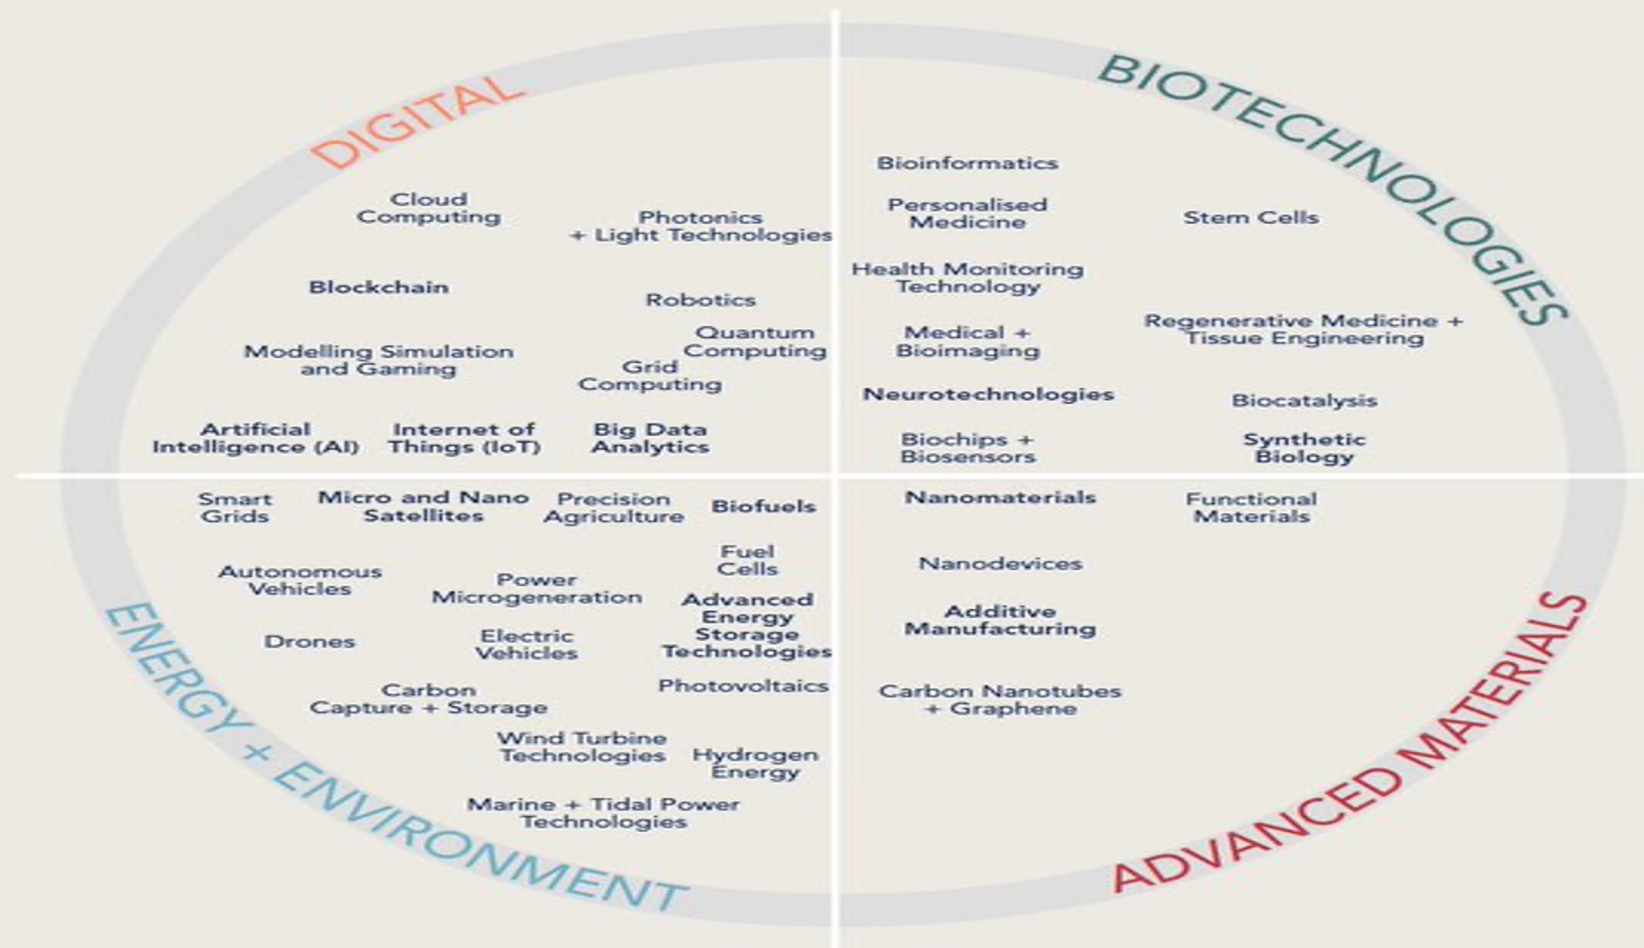 DIGITAL
Cloud
Computing
Photonics
+ Light Technologies
Blockchain
Robotics
Quantum
Computing
Modelling Simulation
and Gaming
Grid
Computing
Artificial
Intelligence (AI)
Internet of
Things (IoT)
Big Data
Analytics
BIOTECHNOLOGIES
Bioinformatics
Personalised
Medicine
Stem Cells
Health Monitoring
Technology
Medical +
Bioimaging
Regenerative Medicine +
Tissue Engineering
Neurotechnologies
Biocatalysis
Biochips +
Biosensors
Synthetic
Biology
Smart
Grids
Micro and Nano
Satellites
Precision
Agriculture
Biofuels
Fuel
Cells
Autonomous
Vehicles
Power
Microgeneration
Advanced
Energy
Storage
Technologies
Drones
Electric
Vehicles
Carbon
Capture + Storage
Photovoltaics
Wind Turbine
Technologies
Hydrogen
Energy
Marine + Tidal Power
Technologies
ENERGY + ENVIRONMENT
Nanomaterials
Functional
Materials
Nanodevices
Additive
Manufacturing
Carbon Nanotubes
+ Graphene
ADVANCED MATERIALS